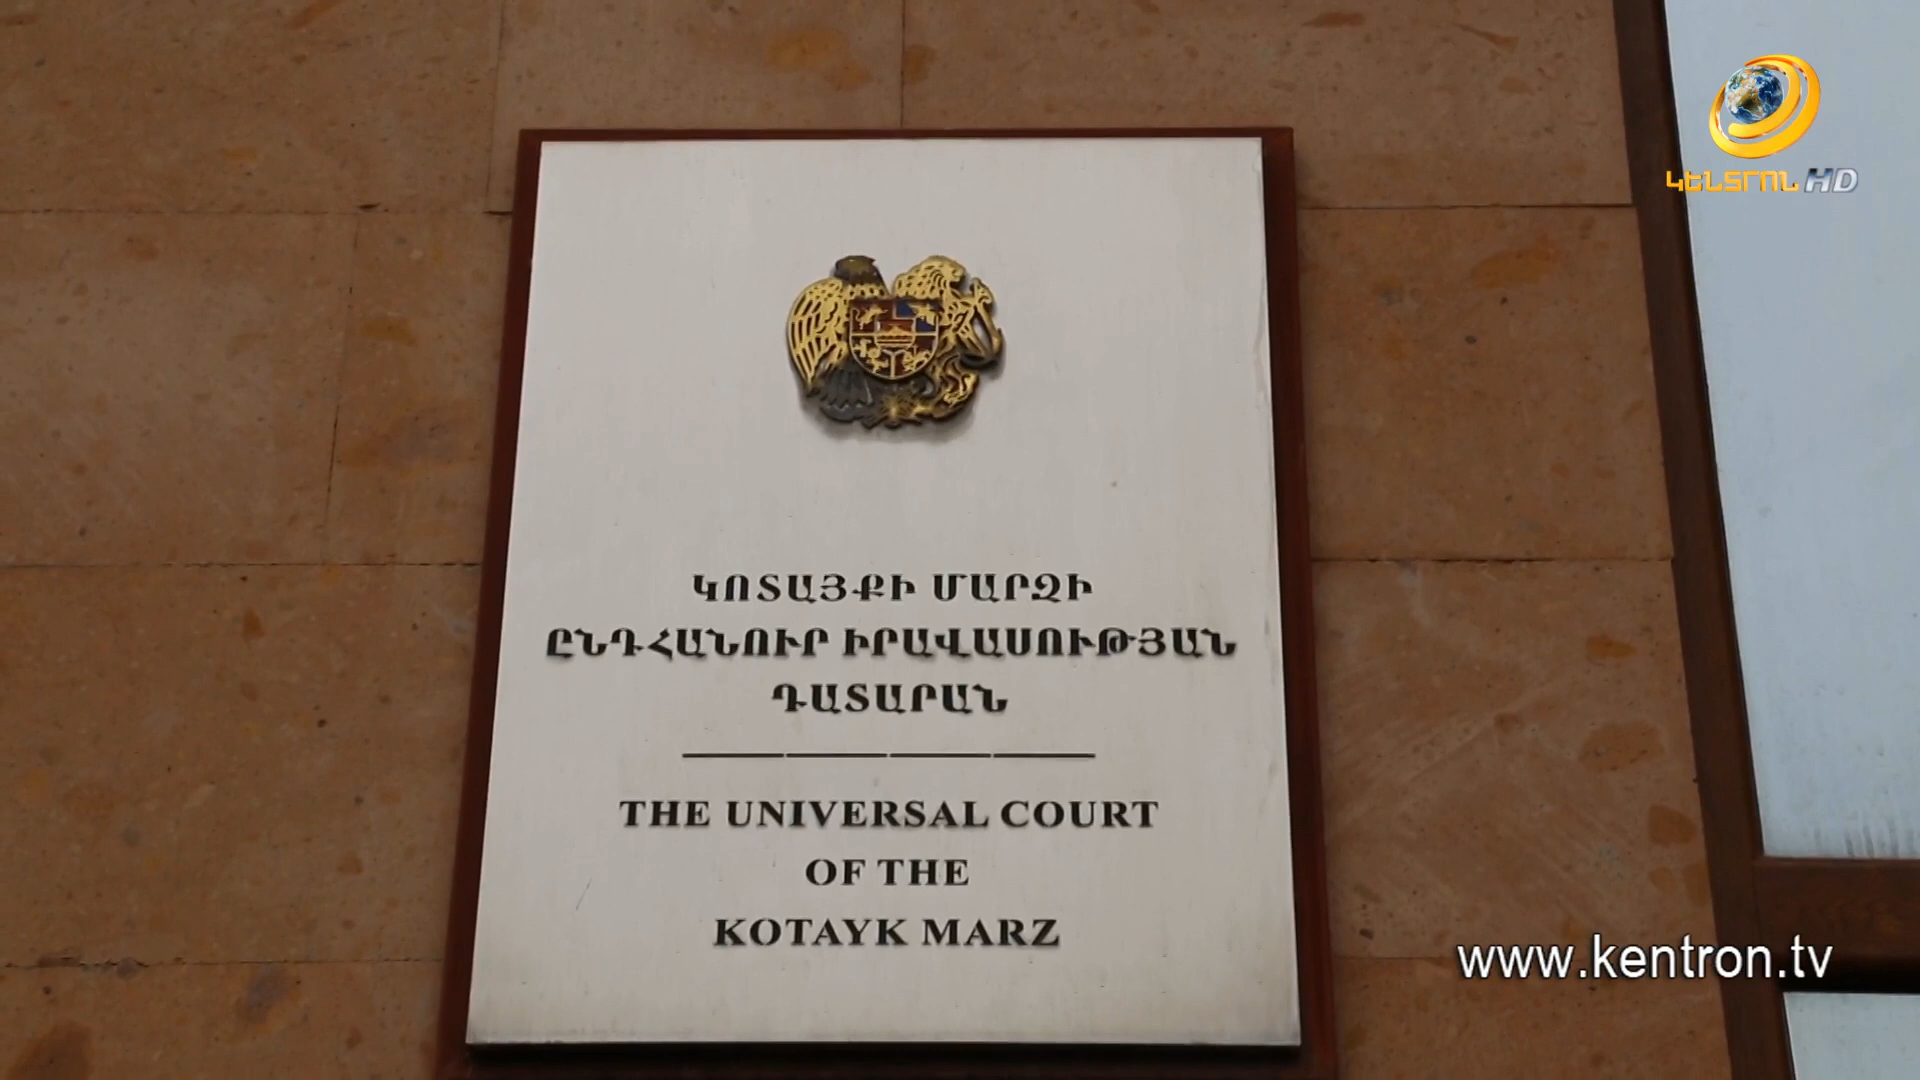 ԿԵՆՏՐՈՆ HD
ԿՈՏԱՅՔԻ ՄԱՐԶԻ
ԸՆԴՀԱՆՈՒՐ ԻՐԱՎԱՍՈՒԹՅԱՆ
ԴԱՏԱՐԱՆ
THE UNIVERSAL COURT
OF THE
KOTAYK MARZ
www.kentron.tv